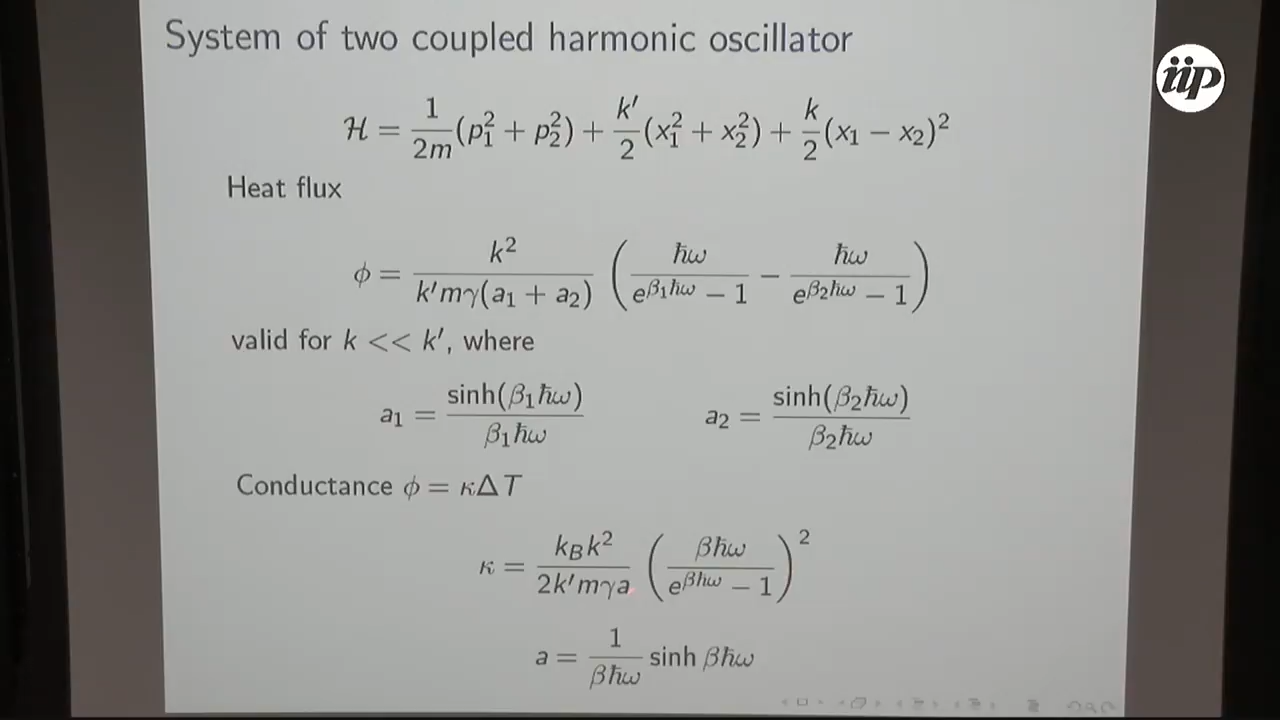 System of two coupled harmonic oscillator
iip
ℋ = 1/2m (p₁² + p₂²) + k′/2 (x₁² + x₂²) + k/2 (x₁ − x₂)²
Heat flux
ϕ = k²/(k′mγ(a₁ + a₂)) (ħω/(e^{β₁ħω} − 1) − ħω/(e^{β₂ħω} − 1))
valid for k << k′, where
a₁ = sinh(β₁ħω)/(β₁ħω) a₂ = sinh(β₂ħω)/(β₂ħω)
Conductance ϕ = κΔT
κ = k_B k²/(2k′mγa) (βħω/(e^{βħω} − 1))²
a = 1/(βħω) sinh βħω